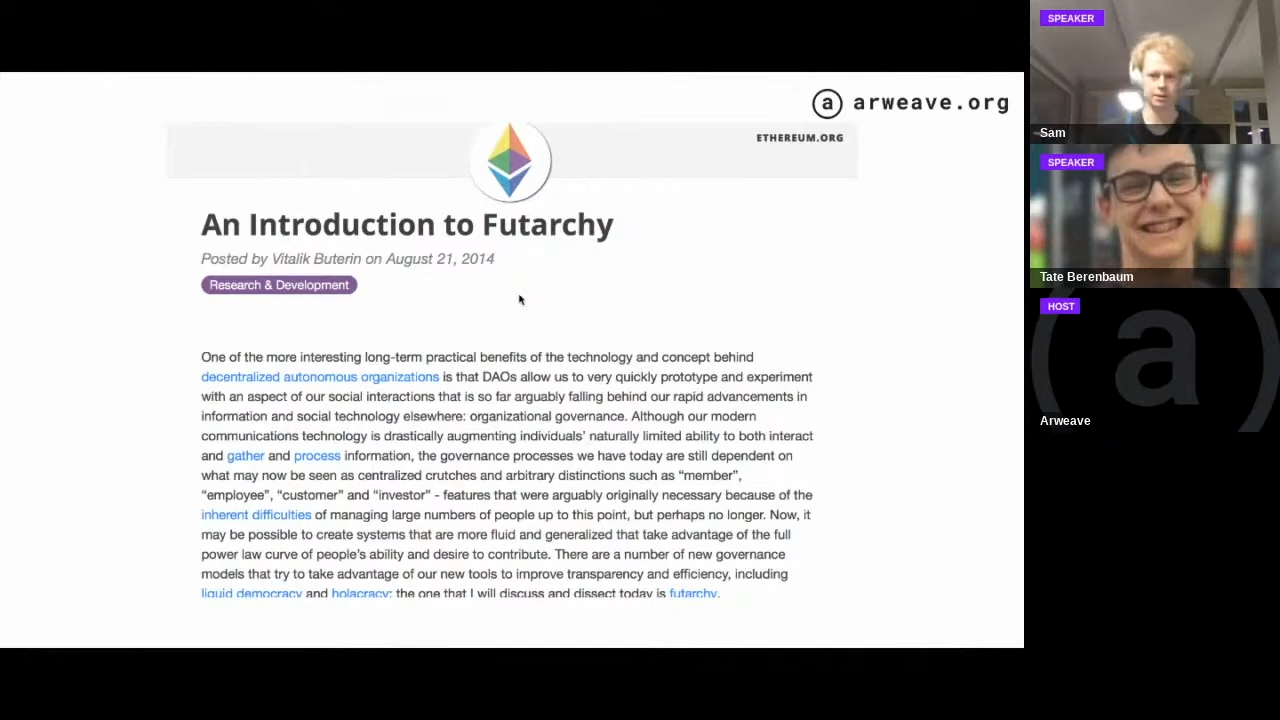 SPEAKER
Sam
SPEAKER
Tate Berenbaum
HOST
(a)
Arweave
a arweave.org
ETHEREUM.ORG
An Introduction to Futarchy
Posted by Vitalik Buterin on August 21, 2014
Research & Development
One of the more interesting long-term practical benefits of the technology and concept behind
decentralized autonomous organizations is that DAOs allow us to very quickly prototype and experiment
with an aspect of our social interactions that is so far arguably falling behind our rapid advancements in
information and social technology elsewhere: organizational governance. Although our modern
communications technology is drastically augmenting individuals’ naturally limited ability to both interact
and gather and process information, the governance processes we have today are still dependent on
what may now be seen as centralized crutches and arbitrary distinctions such as “member”,
“employee”, “customer” and “investor” - features that were arguably originally necessary because of the
inherent difficulties of managing large numbers of people up to this point, but perhaps no longer. Now, it
may be possible to create systems that are more fluid and generalized that take advantage of the full
power law curve of people’s ability and desire to contribute. There are a number of new governance
models that try to take advantage of our new tools to improve transparency and efficiency, including
liquid democracy and holacracy; the one that I will discuss and dissect today is futarchy.